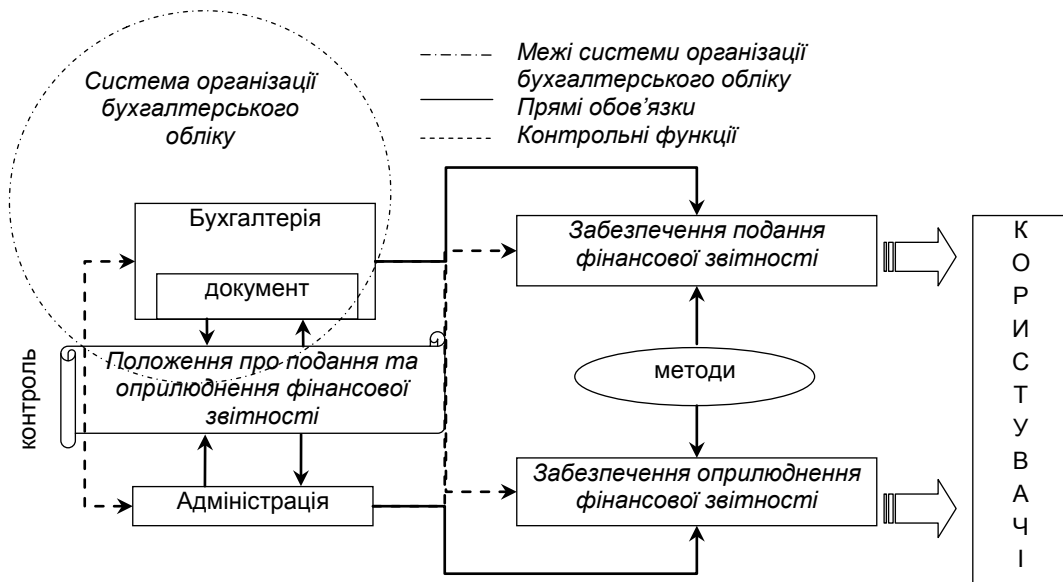 Система організації
бухгалтерського
обліку
Межі системи організації
бухгалтерського обліку
Прямі обов’язки
Контрольні функції
Бухгалтерія
документ
Положення про подання та
оприлюднення фінансової
звітності
контроль
Адміністрація
Забезпечення подання
фінансової звітності
методи
Забезпечення оприлюднення
фінансової звітності
К
О
Р
И
С
Т
У
В
А
Ч
І